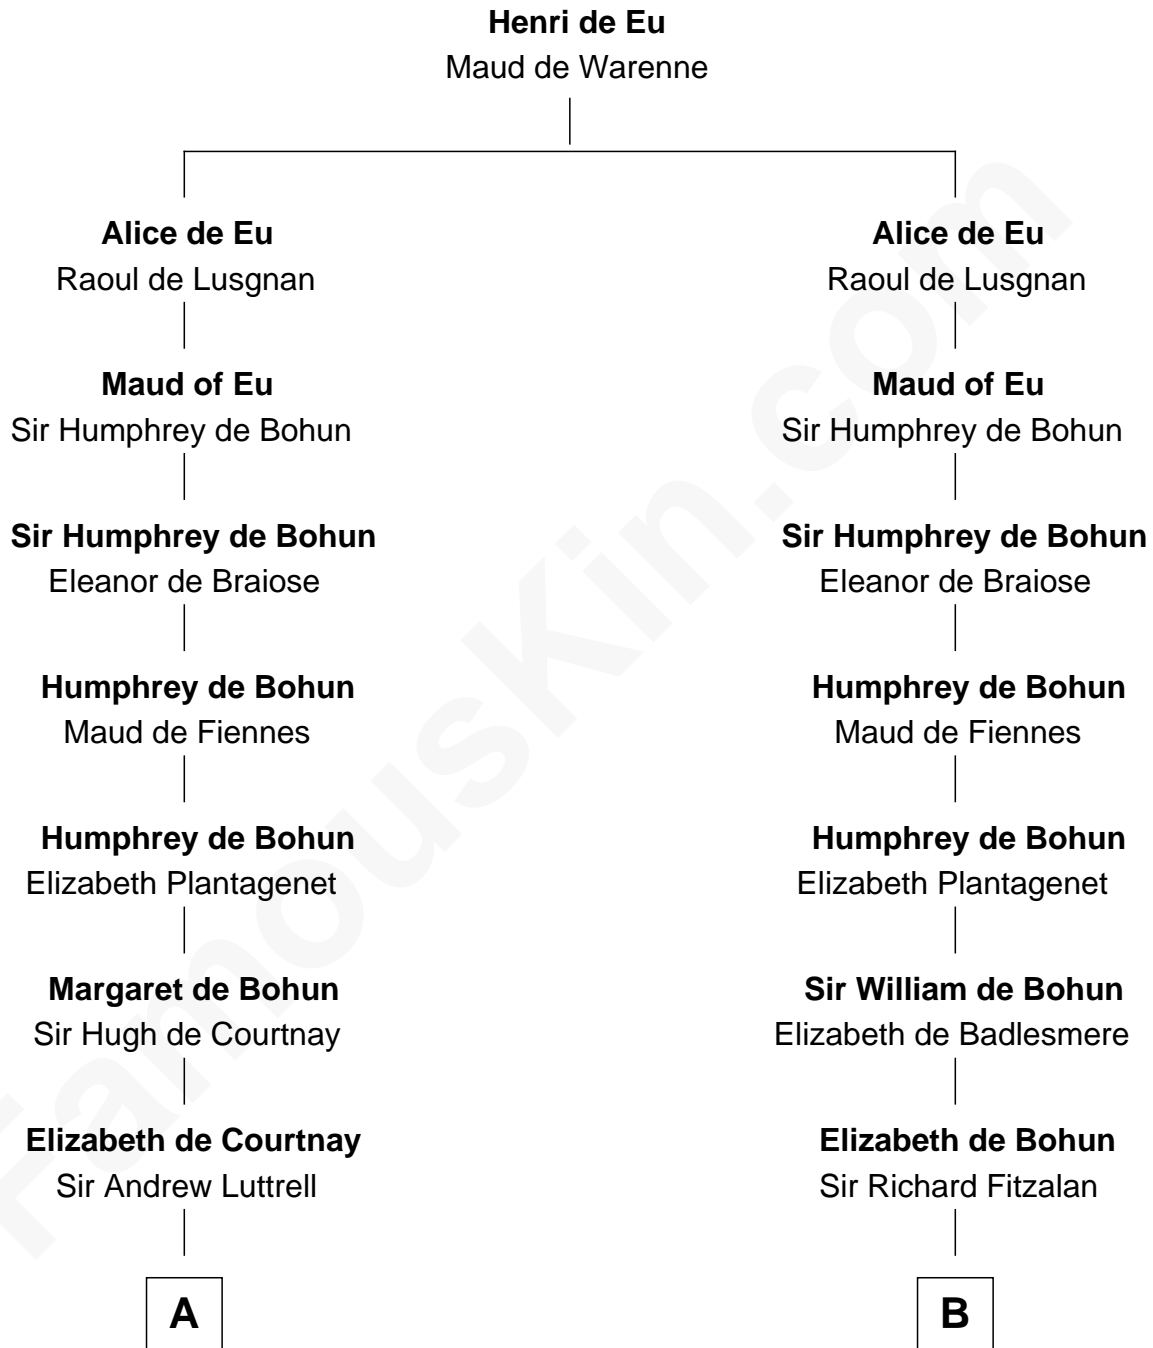 Henri de Eu
Maud de Warenne
Alice de Eu
Raoul de Lusgnan
Maud of Eu
Sir Humphrey de Bohun
Sir Humphrey de Bohun
Eleanor de Braiose
Humphrey de Bohun
Maud de Fiennes
Humphrey de Bohun
Elizabeth Plantagenet
Margaret de Bohun
Sir Hugh de Courtnay
Elizabeth de Courtnay
Sir Andrew Luttrell
A
Alice de Eu
Raoul de Lusgnan
Maud of Eu
Sir Humphrey de Bohun
Sir Humphrey de Bohun
Eleanor de Braiose
Humphrey de Bohun
Maud de Fiennes
Humphrey de Bohun
Elizabeth Plantagenet
Sir William de Bohun
Elizabeth de Badlesmere
Elizabeth de Bohun
Sir Richard Fitzalan
B
FamousKin.com